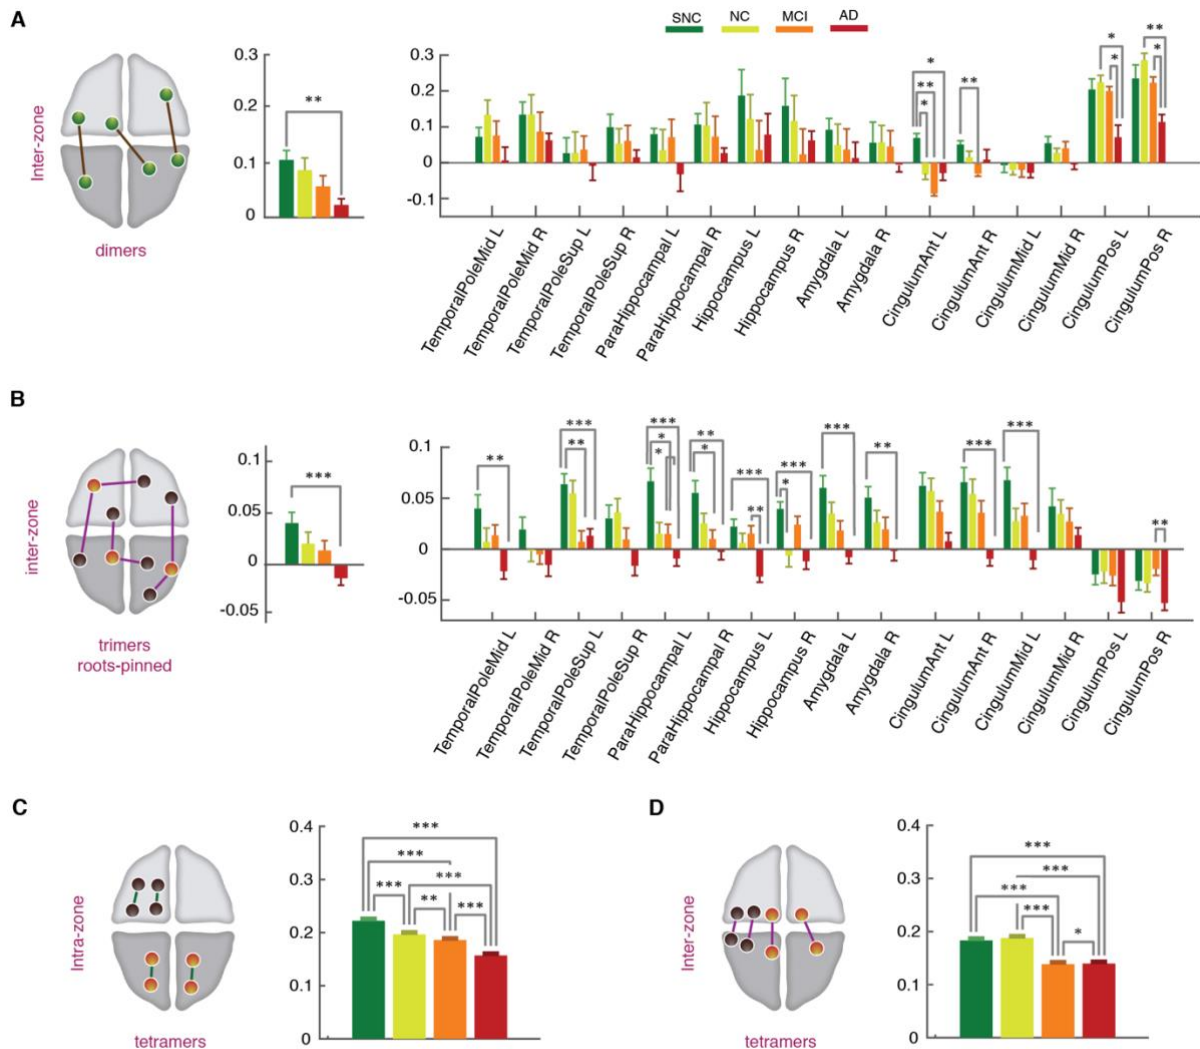 A
SNC NC MCI AD
Inter-zone
dimers
0.3
0.2
0.1
0
**
0.3
0.2
0.1
0
-0.1
*
**
*
**
*
*
**
*
TemporalPoleMid L
TemporalPoleMid R
TemporalPoleSup L
TemporalPoleSup R
ParaHippocampal L
ParaHippocampal R
Hippocampus L
Hippocampus R
Amygdala L
Amygdala R
CingulumAnt L
CingulumAnt R
CingulumMid L
CingulumMid R
CingulumPos L
CingulumPos R
B
inter-zone
trimers
roots-pinned
0.1
0.05
0
-0.05
***
0.1
0.05
0
-0.05
**
***
**
***
*
*
**
*
***
**
***
*
***
**
***
***
**
TemporalPoleMid L
TemporalPoleMid R
TemporalPoleSup L
TemporalPoleSup R
ParaHippocampal L
ParaHippocampal R
Hippocampus L
Hippocampus R
Amygdala L
Amygdala R
CingulumAnt L
CingulumAnt R
CingulumMid L
CingulumMid R
CingulumPos L
CingulumPos R
C
Intra-zone
tetramers
0.4
0.3
0.2
0.1
0
***
***
***
***
**
***
D
Inter-zone
tetramers
0.4
0.3
0.2
0.1
0
***
***
***
***
*